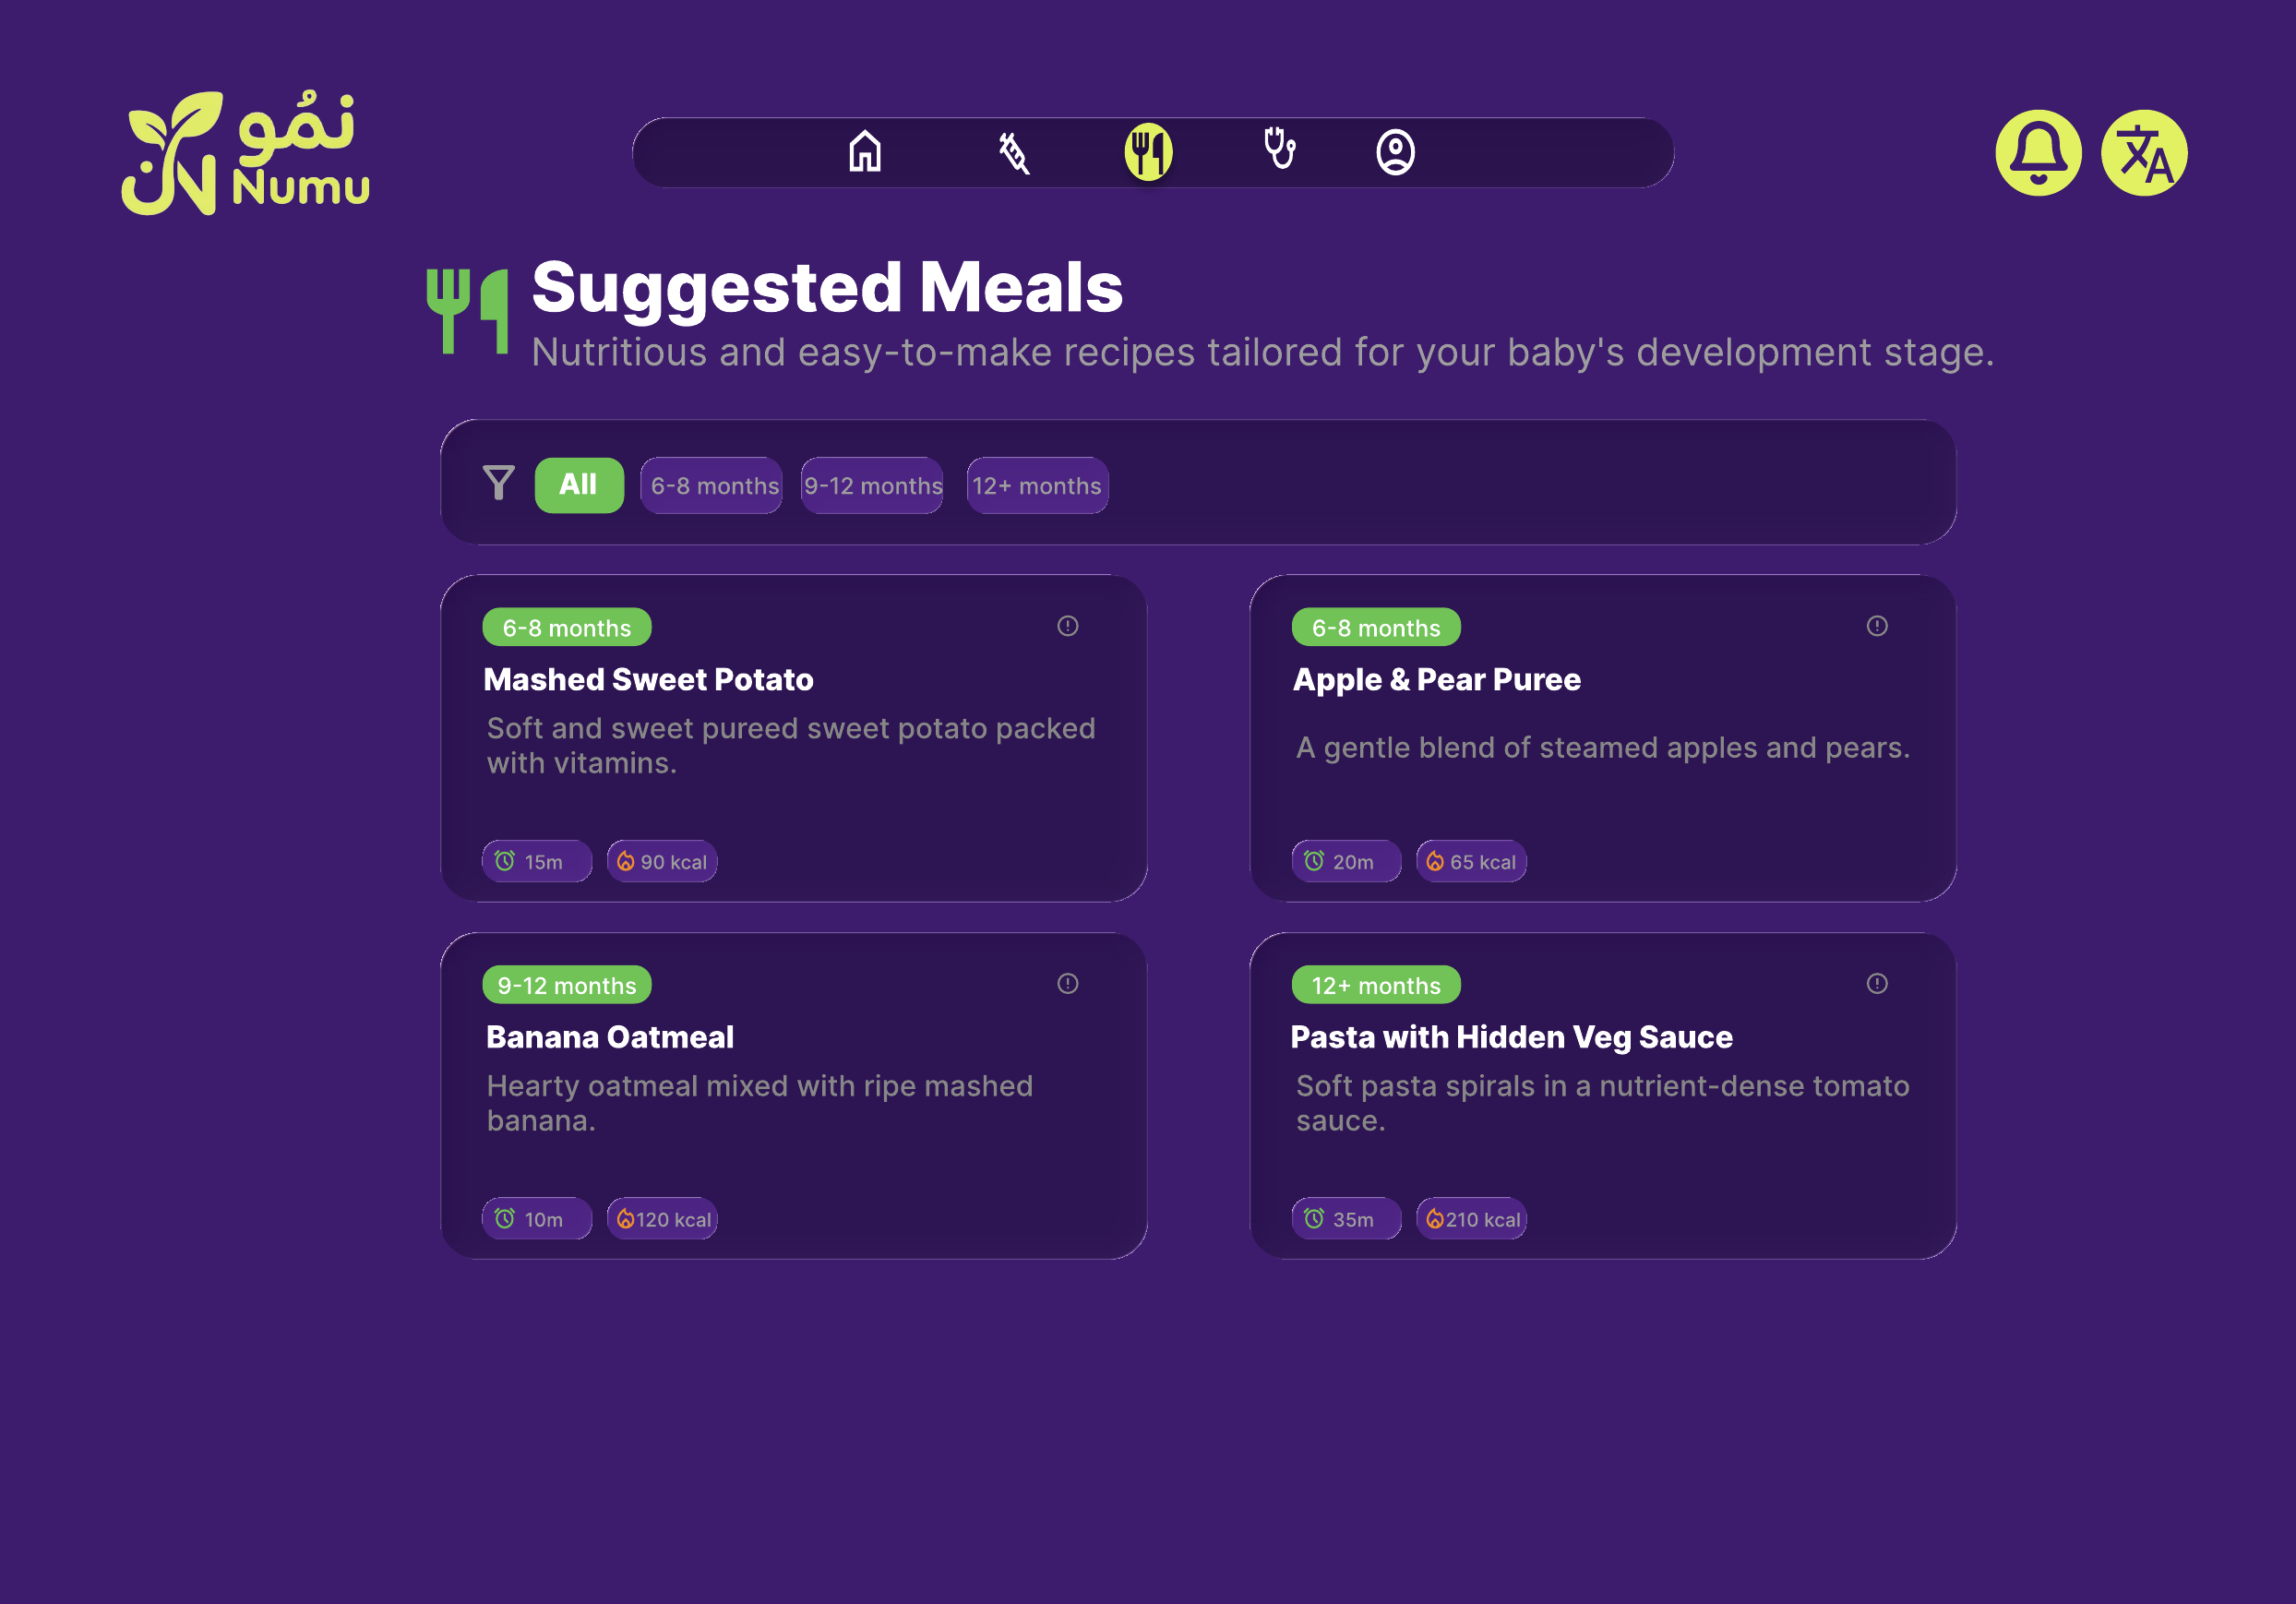 نمُو
Numu
Suggested Meals
Nutritious and easy-to-make recipes tailored for your baby's development stage.
All
6-8 months
9-12 months
12+ months
6-8 months
Mashed Sweet Potato
Soft and sweet pureed sweet potato packed
with vitamins.
15m
90 kcal
6-8 months
Apple & Pear Puree
A gentle blend of steamed apples and pears.
20m
65 kcal
9-12 months
Banana Oatmeal
Hearty oatmeal mixed with ripe mashed
banana.
10m
120 kcal
12+ months
Pasta with Hidden Veg Sauce
Soft pasta spirals in a nutrient-dense tomato
sauce.
35m
210 kcal